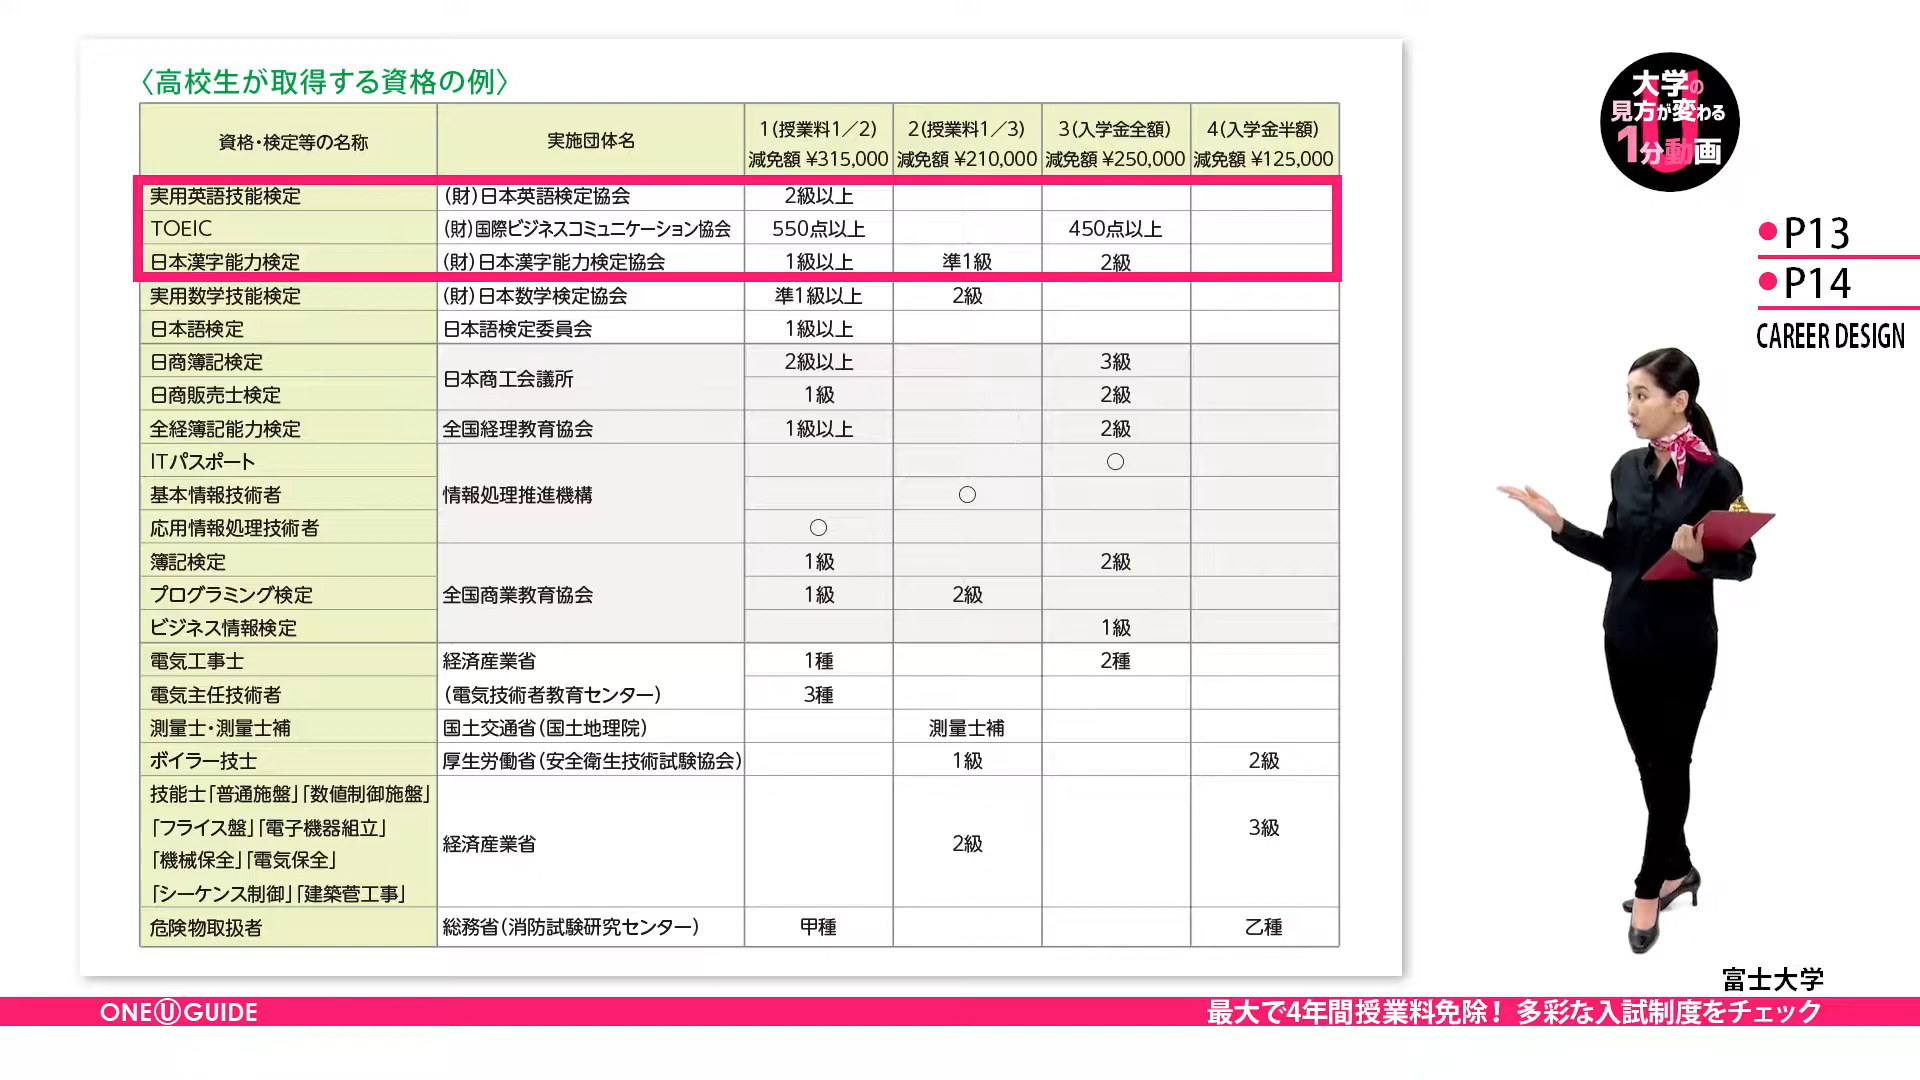 〈高校生が取得する資格の例〉
資格・検定等の名称 実施団体名 1(授業料1/2) 減免額 ¥315,000 2(授業料1/3) 減免額 ¥210,000 3(入学金全額) 減免額 ¥250,000 4(入学金半額) 減免額 ¥125,000
実用英語技能検定 (財)日本英語検定協会 2級以上
TOEIC (財)国際ビジネスコミュニケーション協会 550点以上 450点以上
日本漢字能力検定 (財)日本漢字能力検定協会 1級以上 準1級 2級
実用数学技能検定 (財)日本数学検定協会 準1級以上 2級
日本語検定 日本語検定委員会 1級以上
日商簿記検定 日本商工会議所 2級以上 3級
日商販売士検定 1級 2級
全経簿記能力検定 全国経理教育協会 1級以上 2級
ITパスポート ○
基本情報技術者 情報処理推進機構 ○
応用情報処理技術者 ○
簿記検定 1級 2級
プログラミング検定 全国商業教育協会 1級 2級
ビジネス情報検定 1級
電気工事士 経済産業省 1種 2種
電気主任技術者 (電気技術者教育センター) 3種
測量士・測量士補 国土交通省(国土地理院) 測量士補
ボイラー技士 厚生労働省(安全衛生技術試験協会) 1級 2級
技能士「普通施盤」「数値制御施盤」
「フライス盤」「電子機器組立」 3級
経済産業省 2級
「機械保全」「電気保全」
「シーケンス制御」「建築菅工事」
危険物取扱者 総務省(消防試験研究センター) 甲種 乙種
大学の
見方が変わる
1分動画
U
●P13
●P14
CAREER DESIGN
富士大学
ONE U GUIDE
最大で4年間授業料免除! 多彩な入試制度をチェック